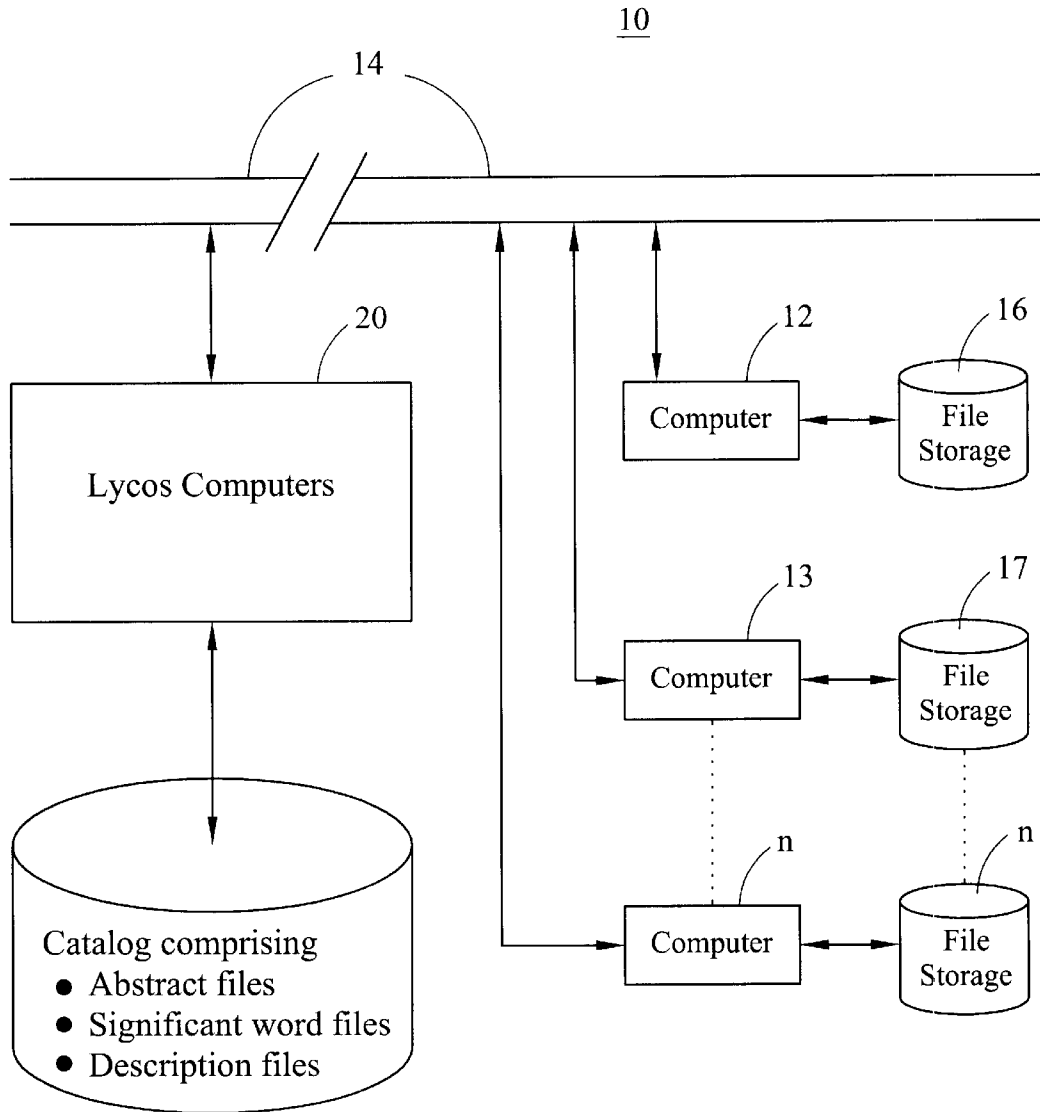 10
14
20
12
16
Lycos Computers
Computer
File
Storage
13
17
Computer
File
Storage
n
n
Computer
File
Storage
Catalog comprising
● Abstract files
● Significant word files
● Description files